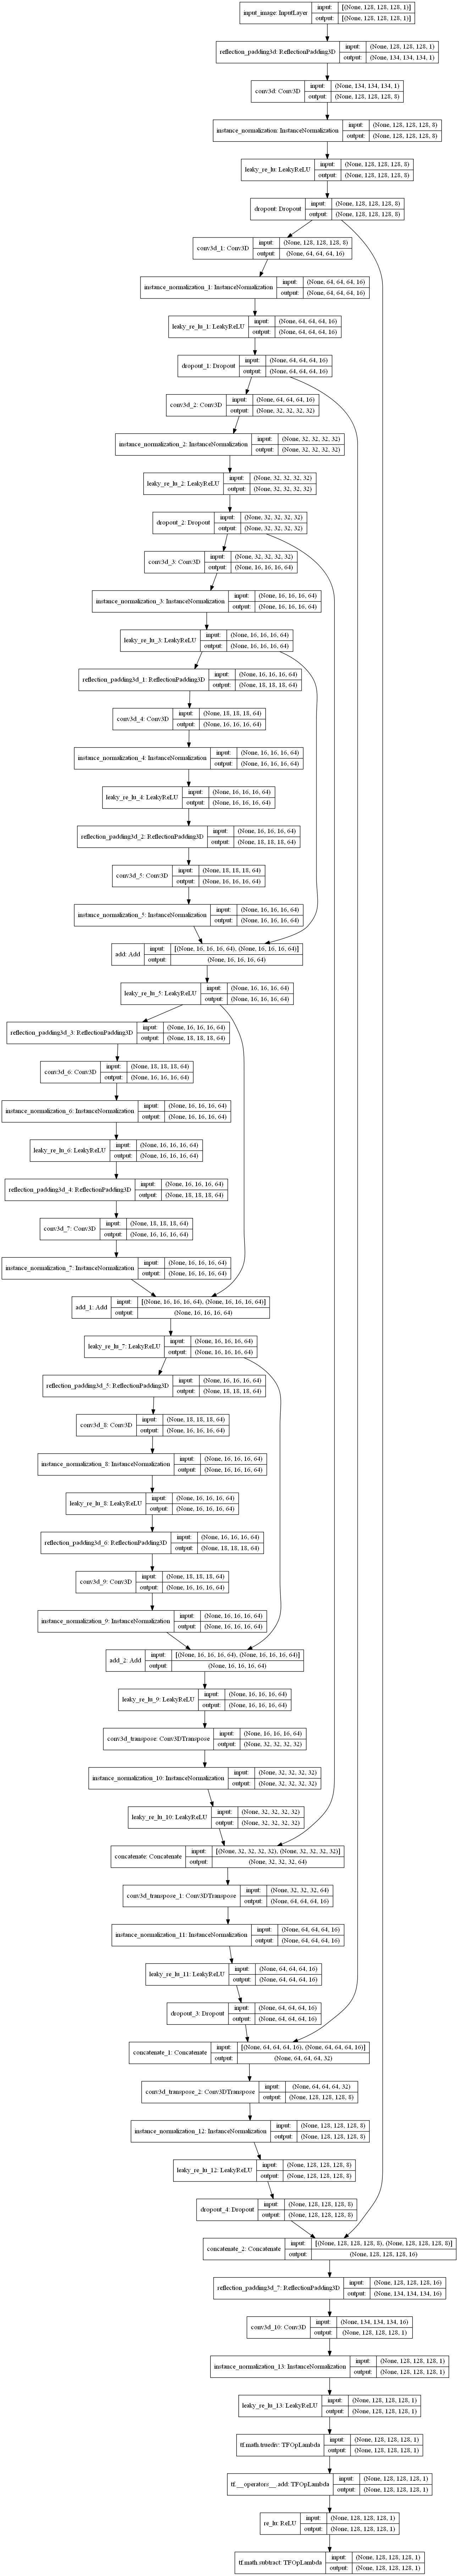 input_image: InputLayer
input: [(None, 128, 128, 128, 1)]
output: [(None, 128, 128, 128, 1)]
reflection_padding3d: ReflectionPadding3D
input: (None, 128, 128, 128, 1)
output: (None, 134, 134, 134, 1)
conv3d: Conv3D
input: (None, 134, 134, 134, 1)
output: (None, 128, 128, 128, 8)
instance_normalization: InstanceNormalization
input: (None, 128, 128, 128, 8)
output: (None, 128, 128, 128, 8)
leaky_re_lu: LeakyReLU
input: (None, 128, 128, 128, 8)
output: (None, 128, 128, 128, 8)
dropout: Dropout
input: (None, 128, 128, 128, 8)
output: (None, 128, 128, 128, 8)
conv3d_1: Conv3D
input: (None, 128, 128, 128, 8)
output: (None, 64, 64, 64, 16)
instance_normalization_1: InstanceNormalization
input: (None, 64, 64, 64, 16)
output: (None, 64, 64, 64, 16)
leaky_re_lu_1: LeakyReLU
input: (None, 64, 64, 64, 16)
output: (None, 64, 64, 64, 16)
dropout_1: Dropout
input: (None, 64, 64, 64, 16)
output: (None, 64, 64, 64, 16)
conv3d_2: Conv3D
input: (None, 64, 64, 64, 16)
output: (None, 32, 32, 32, 32)
instance_normalization_2: InstanceNormalization
input: (None, 32, 32, 32, 32)
output: (None, 32, 32, 32, 32)
leaky_re_lu_2: LeakyReLU
input: (None, 32, 32, 32, 32)
output: (None, 32, 32, 32, 32)
dropout_2: Dropout
input: (None, 32, 32, 32, 32)
output: (None, 32, 32, 32, 32)
conv3d_3: Conv3D
input: (None, 32, 32, 32, 32)
output: (None, 16, 16, 16, 64)
instance_normalization_3: InstanceNormalization
input: (None, 16, 16, 16, 64)
output: (None, 16, 16, 16, 64)
leaky_re_lu_3: LeakyReLU
input: (None, 16, 16, 16, 64)
output: (None, 16, 16, 16, 64)
reflection_padding3d_1: ReflectionPadding3D
input: (None, 16, 16, 16, 64)
output: (None, 18, 18, 18, 64)
conv3d_4: Conv3D
input: (None, 18, 18, 18, 64)
output: (None, 16, 16, 16, 64)
instance_normalization_4: InstanceNormalization
input: (None, 16, 16, 16, 64)
output: (None, 16, 16, 16, 64)
leaky_re_lu_4: LeakyReLU
input: (None, 16, 16, 16, 64)
output: (None, 16, 16, 16, 64)
reflection_padding3d_2: ReflectionPadding3D
input: (None, 16, 16, 16, 64)
output: (None, 18, 18, 18, 64)
conv3d_5: Conv3D
input: (None, 18, 18, 18, 64)
output: (None, 16, 16, 16, 64)
instance_normalization_5: InstanceNormalization
input: (None, 16, 16, 16, 64)
output: (None, 16, 16, 16, 64)
add: Add
input: [(None, 16, 16, 16, 64), (None, 16, 16, 16, 64)]
output: (None, 16, 16, 16, 64)
leaky_re_lu_5: LeakyReLU
input: (None, 16, 16, 16, 64)
output: (None, 16, 16, 16, 64)
reflection_padding3d_3: ReflectionPadding3D
input: (None, 16, 16, 16, 64)
output: (None, 18, 18, 18, 64)
conv3d_6: Conv3D
input: (None, 18, 18, 18, 64)
output: (None, 16, 16, 16, 64)
instance_normalization_6: InstanceNormalization
input: (None, 16, 16, 16, 64)
output: (None, 16, 16, 16, 64)
leaky_re_lu_6: LeakyReLU
input: (None, 16, 16, 16, 64)
output: (None, 16, 16, 16, 64)
reflection_padding3d_4: ReflectionPadding3D
input: (None, 16, 16, 16, 64)
output: (None, 18, 18, 18, 64)
conv3d_7: Conv3D
input: (None, 18, 18, 18, 64)
output: (None, 16, 16, 16, 64)
instance_normalization_7: InstanceNormalization
input: (None, 16, 16, 16, 64)
output: (None, 16, 16, 16, 64)
add_1: Add
input: [(None, 16, 16, 16, 64), (None, 16, 16, 16, 64)]
output: (None, 16, 16, 16, 64)
leaky_re_lu_7: LeakyReLU
input: (None, 16, 16, 16, 64)
output: (None, 16, 16, 16, 64)
reflection_padding3d_5: ReflectionPadding3D
input: (None, 16, 16, 16, 64)
output: (None, 18, 18, 18, 64)
conv3d_8: Conv3D
input: (None, 18, 18, 18, 64)
output: (None, 16, 16, 16, 64)
instance_normalization_8: InstanceNormalization
input: (None, 16, 16, 16, 64)
output: (None, 16, 16, 16, 64)
leaky_re_lu_8: LeakyReLU
input: (None, 16, 16, 16, 64)
output: (None, 16, 16, 16, 64)
reflection_padding3d_6: ReflectionPadding3D
input: (None, 16, 16, 16, 64)
output: (None, 18, 18, 18, 64)
conv3d_9: Conv3D
input: (None, 18, 18, 18, 64)
output: (None, 16, 16, 16, 64)
instance_normalization_9: InstanceNormalization
input: (None, 16, 16, 16, 64)
output: (None, 16, 16, 16, 64)
add_2: Add
input: [(None, 16, 16, 16, 64), (None, 16, 16, 16, 64)]
output: (None, 16, 16, 16, 64)
leaky_re_lu_9: LeakyReLU
input: (None, 16, 16, 16, 64)
output: (None, 16, 16, 16, 64)
conv3d_transpose: Conv3DTranspose
input: (None, 16, 16, 16, 64)
output: (None, 32, 32, 32, 32)
instance_normalization_10: InstanceNormalization
input: (None, 32, 32, 32, 32)
output: (None, 32, 32, 32, 32)
leaky_re_lu_10: LeakyReLU
input: (None, 32, 32, 32, 32)
output: (None, 32, 32, 32, 32)
concatenate: Concatenate
input: [(None, 32, 32, 32, 32), (None, 32, 32, 32, 32)]
output: (None, 32, 32, 32, 64)
conv3d_transpose_1: Conv3DTranspose
input: (None, 32, 32, 32, 64)
output: (None, 64, 64, 64, 16)
instance_normalization_11: InstanceNormalization
input: (None, 64, 64, 64, 16)
output: (None, 64, 64, 64, 16)
leaky_re_lu_11: LeakyReLU
input: (None, 64, 64, 64, 16)
output: (None, 64, 64, 64, 16)
dropout_3: Dropout
input: (None, 64, 64, 64, 16)
output: (None, 64, 64, 64, 16)
concatenate_1: Concatenate
input: [(None, 64, 64, 64, 16), (None, 64, 64, 64, 16)]
output: (None, 64, 64, 64, 32)
conv3d_transpose_2: Conv3DTranspose
input: (None, 64, 64, 64, 32)
output: (None, 128, 128, 128, 8)
instance_normalization_12: InstanceNormalization
input: (None, 128, 128, 128, 8)
output: (None, 128, 128, 128, 8)
leaky_re_lu_12: LeakyReLU
input: (None, 128, 128, 128, 8)
output: (None, 128, 128, 128, 8)
dropout_4: Dropout
input: (None, 128, 128, 128, 8)
output: (None, 128, 128, 128, 8)
concatenate_2: Concatenate
input: [(None, 128, 128, 128, 8), (None, 128, 128, 128, 8)]
output: (None, 128, 128, 128, 16)
reflection_padding3d_7: ReflectionPadding3D
input: (None, 128, 128, 128, 16)
output: (None, 134, 134, 134, 16)
conv3d_10: Conv3D
input: (None, 134, 134, 134, 16)
output: (None, 128, 128, 128, 1)
instance_normalization_13: InstanceNormalization
input: (None, 128, 128, 128, 1)
output: (None, 128, 128, 128, 1)
leaky_re_lu_13: LeakyReLU
input: (None, 128, 128, 128, 1)
output: (None, 128, 128, 128, 1)
tf.math.truediv: TFOpLambda
input: (None, 128, 128, 128, 1)
output: (None, 128, 128, 128, 1)
tf.__operators__.add: TFOpLambda
input: (None, 128, 128, 128, 1)
output: (None, 128, 128, 128, 1)
re_lu: ReLU
input: (None, 128, 128, 128, 1)
output: (None, 128, 128, 128, 1)
tf.math.subtract: TFOpLambda
input: (None, 128, 128, 128, 1)
output: (None, 128, 128, 128, 1)